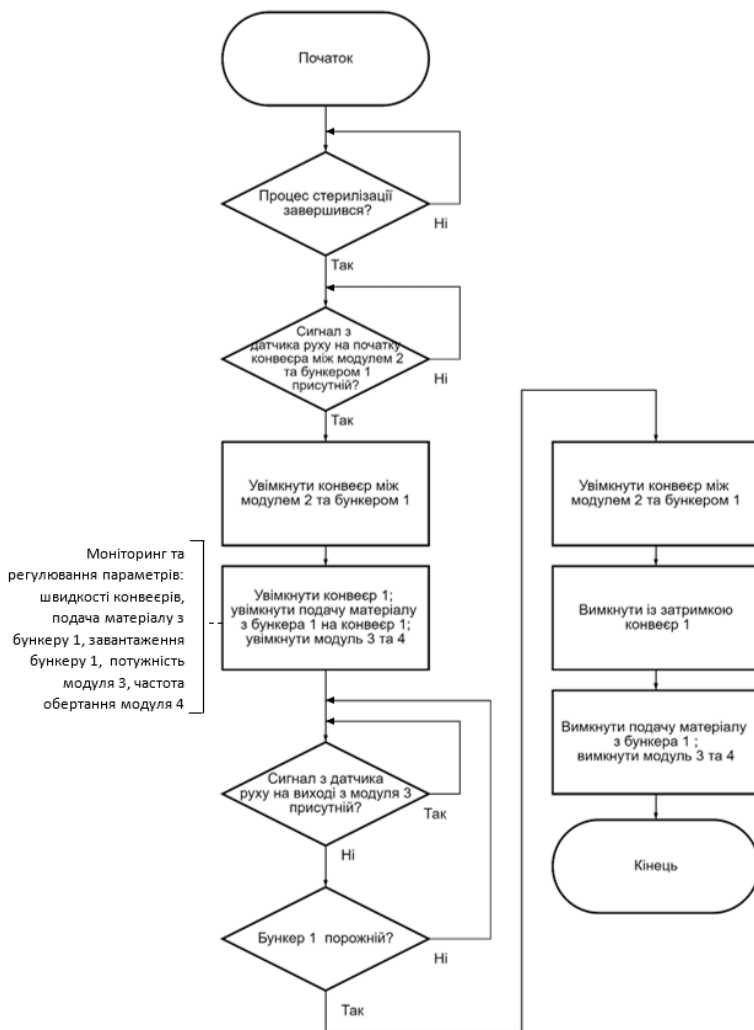 Початок
Процес стерилізації
завершився?
Ні
Так
Сигнал з
датчика руху на початку
конвеєра між модулем 2
та бункером 1
присутній?
Ні
Так
Увімкнути конвеєр між
модулем 2 та бункером 1
Моніторинг та
регулювання параметрів:
швидкості конвеєрів,
подача матеріалу з
бункеру 1, завантаження
бункеру 1, потужність
модуля 3, частота
обертання модуля 4
Увімкнути конвеєр 1;
увімкнути подачу матеріалу
з бункера 1 на конвеєр 1;
увімкнути модуль 3 та 4
Сигнал з датчика
руху на виході з модуля 3
присутній?
Так
Ні
Бункер 1 порожній?
Ні
Так
Увімкнути конвеєр між
модулем 2 та бункером 1
Вимкнути із затримкою
конвеєр 1
Вимкнути подачу матеріалу
з бункера 1 ;
вимкнути модуль 3 та 4
Кінець